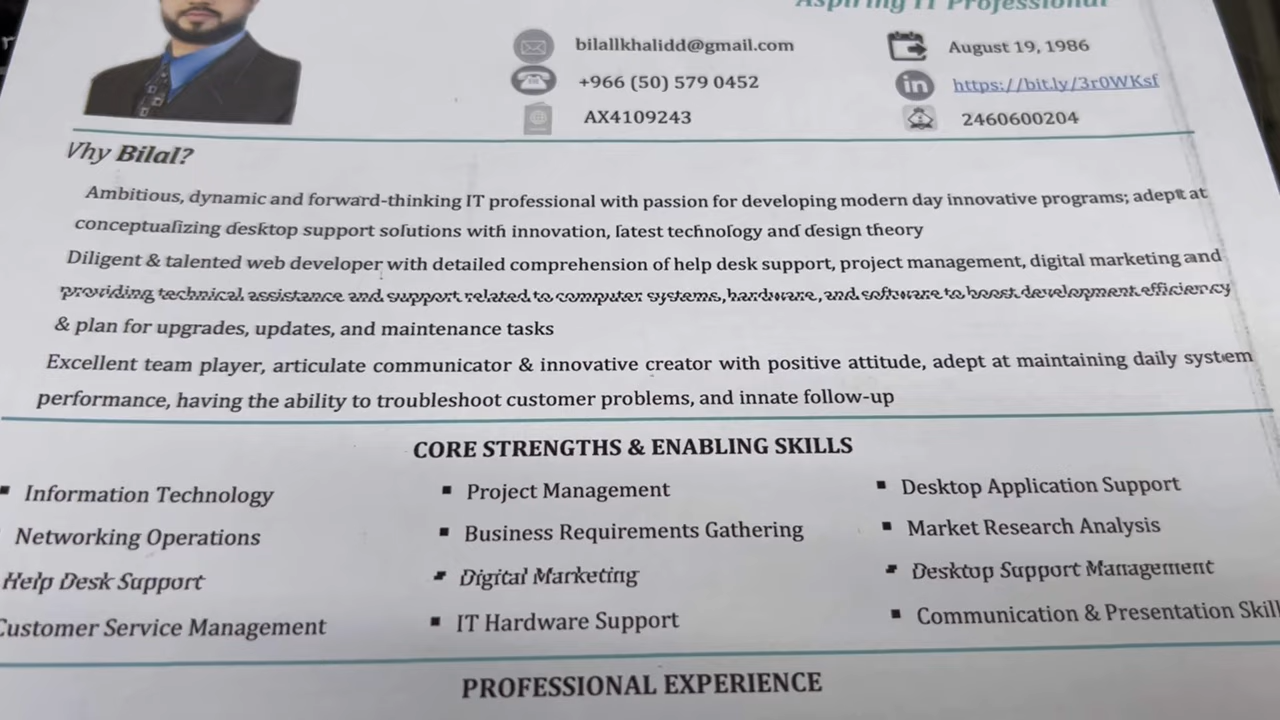 Aspiring IT Professional
bilallkhalidd@gmail.com
August 19, 1986
+966 (50) 579 0452
https://bit.ly/3r0WKsf
AX4109243
2460600204
Why Bilal?
Ambitious, dynamic and forward-thinking IT professional with passion for developing modern day innovative programs; adept at
conceptualizing desktop support solutions with innovation, latest technology and design theory
Diligent & talented web developer with detailed comprehension of help desk support, project management, digital marketing and
providing technical assistance and support related to computer systems, hardware, and software to boost development efficiency
& plan for upgrades, updates, and maintenance tasks
Excellent team player, articulate communicator & innovative creator with positive attitude, adept at maintaining daily system
performance, having the ability to troubleshoot customer problems, and innate follow-up
CORE STRENGTHS & ENABLING SKILLS
▪ Information Technology
▪ Project Management
▪ Desktop Application Support
Networking Operations
▪ Business Requirements Gathering
▪ Market Research Analysis
Help Desk Support
▪ Digital Marketing
▪ Desktop Support Management
Customer Service Management
▪ IT Hardware Support
▪ Communication & Presentation Skill
PROFESSIONAL EXPERIENCE